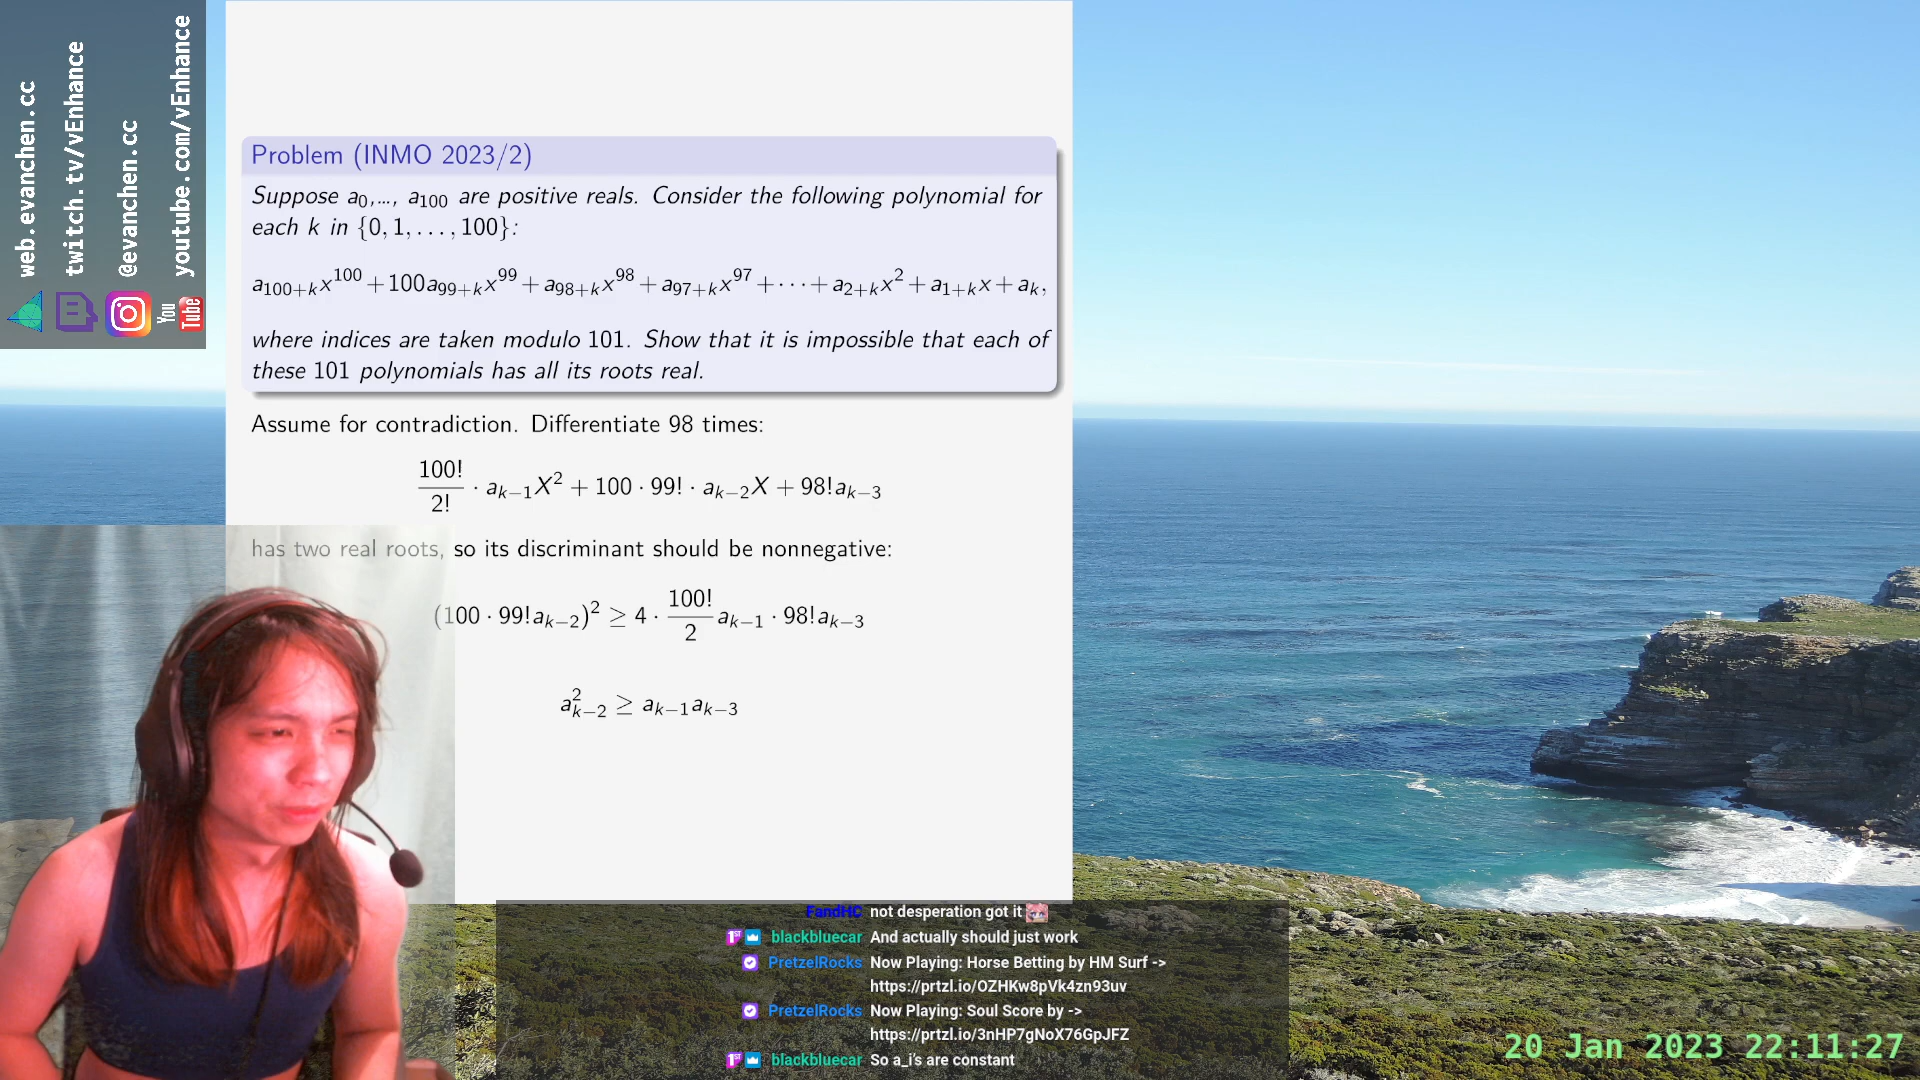 web.evanchen.cc
twitch.tv/vEnhance
@evanchen.cc
youtube.com/vEnhance
You
Tube
Problem (INMO 2023/2)
Suppose a₀,..., a₁₀₀ are positive reals. Consider the following polynomial for
each k in {0, 1, . . . , 100}:
a₁₀₀₊ₖx¹⁰⁰ + 100a₉₉₊ₖx⁹⁹ + a₉₈₊ₖx⁹⁸ + a₉₇₊ₖx⁹⁷ + · · · + a₂₊ₖx² + a₁₊ₖx + aₖ,
where indices are taken modulo 101. Show that it is impossible that each of
these 101 polynomials has all its roots real.
Assume for contradiction. Differentiate 98 times:
100!/2! · aₖ₋₁X² + 100 · 99! · aₖ₋₂X + 98!aₖ₋₃
has two real roots, so its discriminant should be nonnegative:
(100 · 99!aₖ₋₂)² ≥ 4 · 100!/2 aₖ₋₁ · 98!aₖ₋₃
a²ₖ₋₂ ≥ aₖ₋₁aₖ₋₃
FandHC not desperation got it
1ST blackbluecar And actually should just work
PretzelRocks Now Playing: Horse Betting by HM Surf ->
https://prtzl.io/OZHKw8pVk4zn93uv
PretzelRocks Now Playing: Soul Score by ->
https://prtzl.io/3nHP7gNoX76GpJFZ
1ST blackbluecar So a_i's are constant
20 Jan 2023 22:11:27